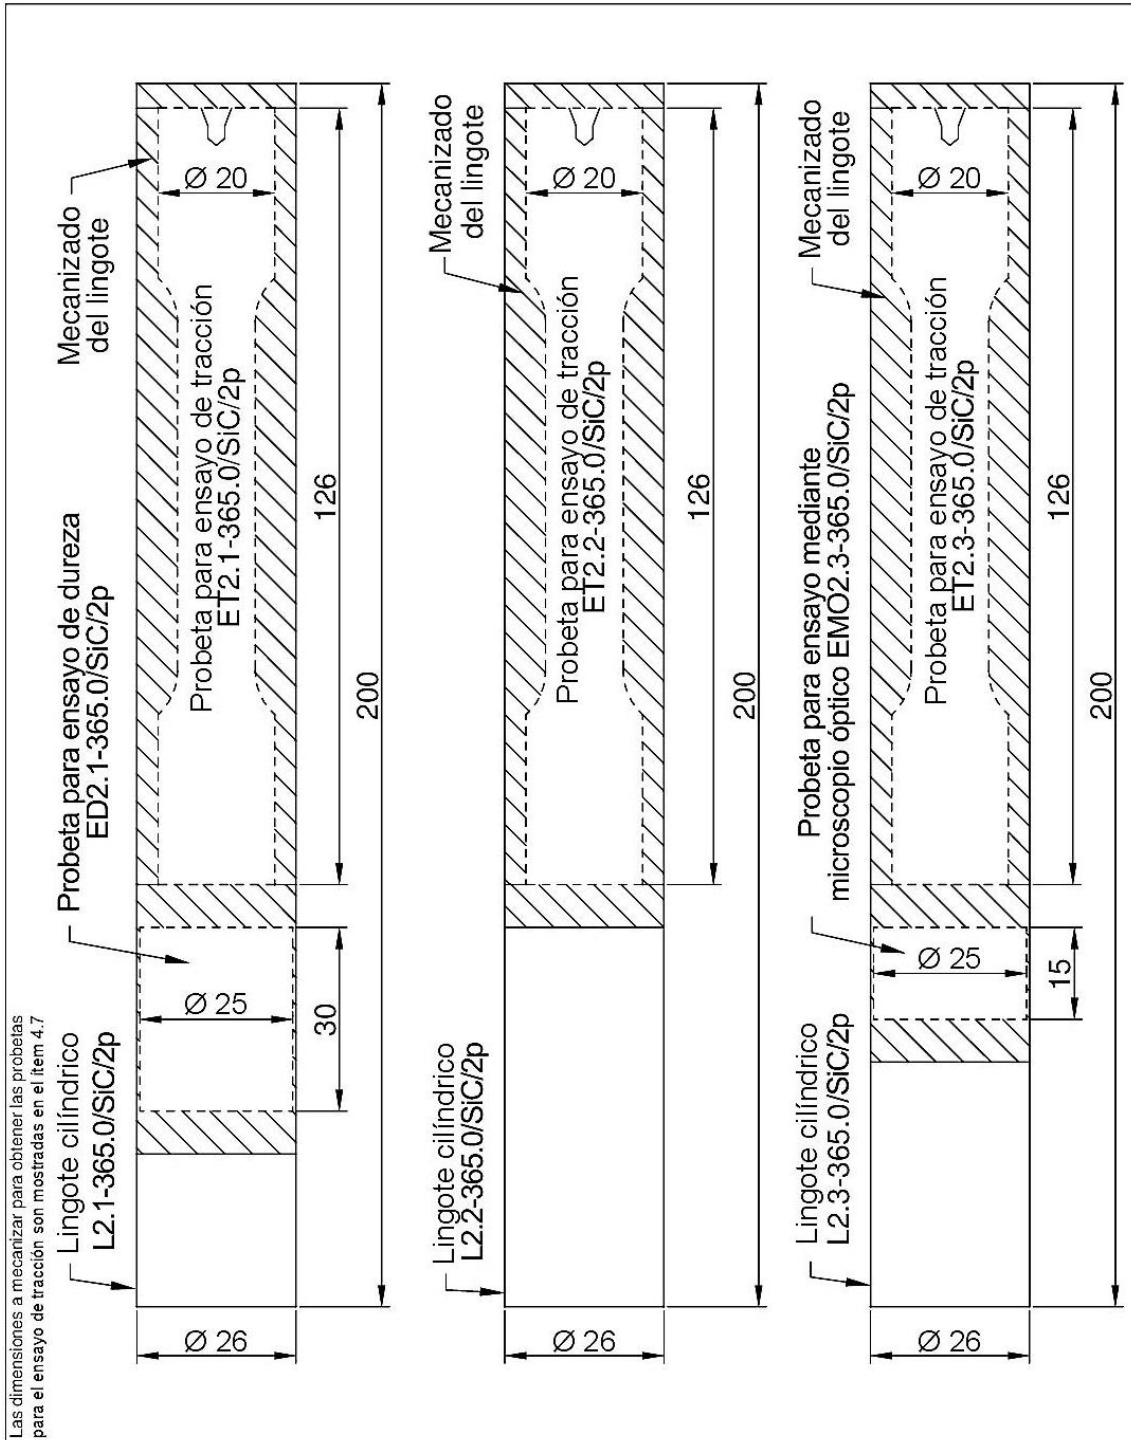 Las dimensiones a mecanizar para obtener las probetas
para el ensayo de tracción son mostradas en el ítem 4.7
Lingote cilíndrico
L2.1-365.0/SiC/2p
Probeta para ensayo de dureza
ED2.1-365.0/SiC/2p
Mecanizado
del lingote
Ø 26
Ø 25
30
Probeta para ensayo de tracción
ET2.1-365.0/SiC/2p
Ø 20
126
200
Lingote cilíndrico
L2.2-365.0/SiC/2p
Mecanizado
del lingote
Ø 26
Probeta para ensayo de tracción
ET2.2-365.0/SiC/2p
Ø 20
126
200
Lingote cilíndrico
L2.3-365.0/SiC/2p
Probeta para ensayo mediante
microscopio óptico EMO2.3-365.0/SiC/2p
Mecanizado
del lingote
Ø 26
Ø 25
15
Probeta para ensayo de tracción
ET2.3-365.0/SiC/2p
Ø 20
126
200